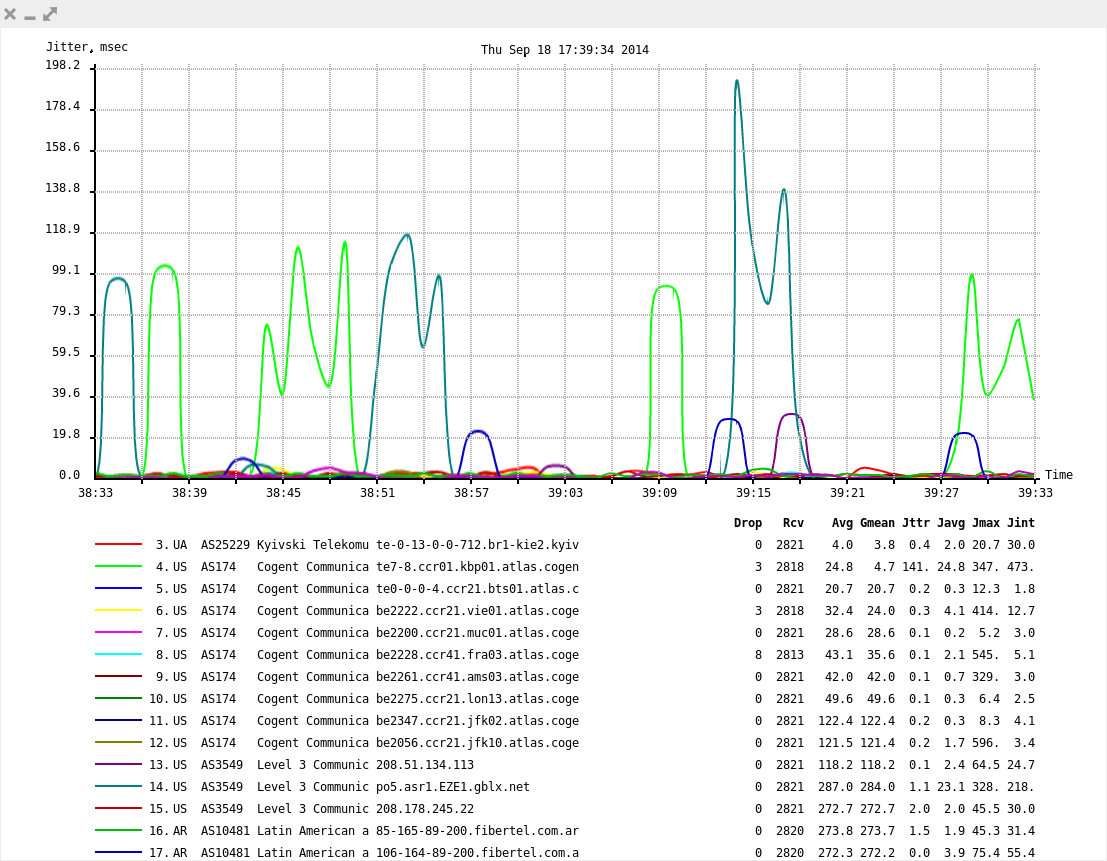 Jitter, msec
Thu Sep 18 17:39:34 2014
198.2
178.4
158.6
138.8
118.9
99.1
79.3
59.5
39.6
19.8
0.0
Time
38:33 38:39 38:45 38:51 38:57 39:03 39:09 39:15 39:21 39:27 39:33
Drop Rcv Avg Gmean Jttr Javg Jmax Jint
3. UA AS25229 Kyivski Telekomu te-0-13-0-0-712.br1-kie2.kyiv 0 2821 4.0 3.8 0.4 2.0 20.7 30.0
4. US AS174 Cogent Communica te7-8.ccr01.kbp01.atlas.cogen 3 2818 24.8 4.7 141. 24.8 347. 473.
5. US AS174 Cogent Communica te0-0-0-4.ccr21.bts01.atlas.c 0 2821 20.7 20.7 0.2 0.3 12.3 1.8
6. US AS174 Cogent Communica be2222.ccr21.vie01.atlas.coge 3 2818 32.4 24.0 0.3 4.1 414. 12.7
7. US AS174 Cogent Communica be2200.ccr21.muc01.atlas.coge 0 2821 28.6 28.6 0.1 0.2 5.2 3.0
8. US AS174 Cogent Communica be2228.ccr41.fra03.atlas.coge 8 2813 43.1 35.6 0.1 2.1 545. 5.1
9. US AS174 Cogent Communica be2261.ccr41.ams03.atlas.coge 0 2821 42.0 42.0 0.1 0.7 329. 3.0
10. US AS174 Cogent Communica be2275.ccr21.lon13.atlas.coge 0 2821 49.6 49.6 0.1 0.3 6.4 2.5
11. US AS174 Cogent Communica be2347.ccr21.jfk02.atlas.coge 0 2821 122.4 122.4 0.2 0.3 8.3 4.1
12. US AS174 Cogent Communica be2056.ccr21.jfk10.atlas.coge 0 2821 121.5 121.4 0.2 1.7 596. 3.4
13. US AS3549 Level 3 Communic 208.51.134.113 0 2821 118.2 118.2 0.1 2.4 64.5 24.7
14. US AS3549 Level 3 Communic po5.asr1.EZE1.gblx.net 0 2821 287.0 284.0 1.1 23.1 328. 218.
15. US AS3549 Level 3 Communic 208.178.245.22 0 2821 272.7 272.7 2.0 2.0 45.5 30.0
16. AR AS10481 Latin American a 85-165-89-200.fibertel.com.ar 0 2820 273.8 273.7 1.5 1.9 45.3 31.4
17. AR AS10481 Latin American a 106-164-89-200.fibertel.com.a 0 2820 272.3 272.2 0.0 3.9 75.4 55.4